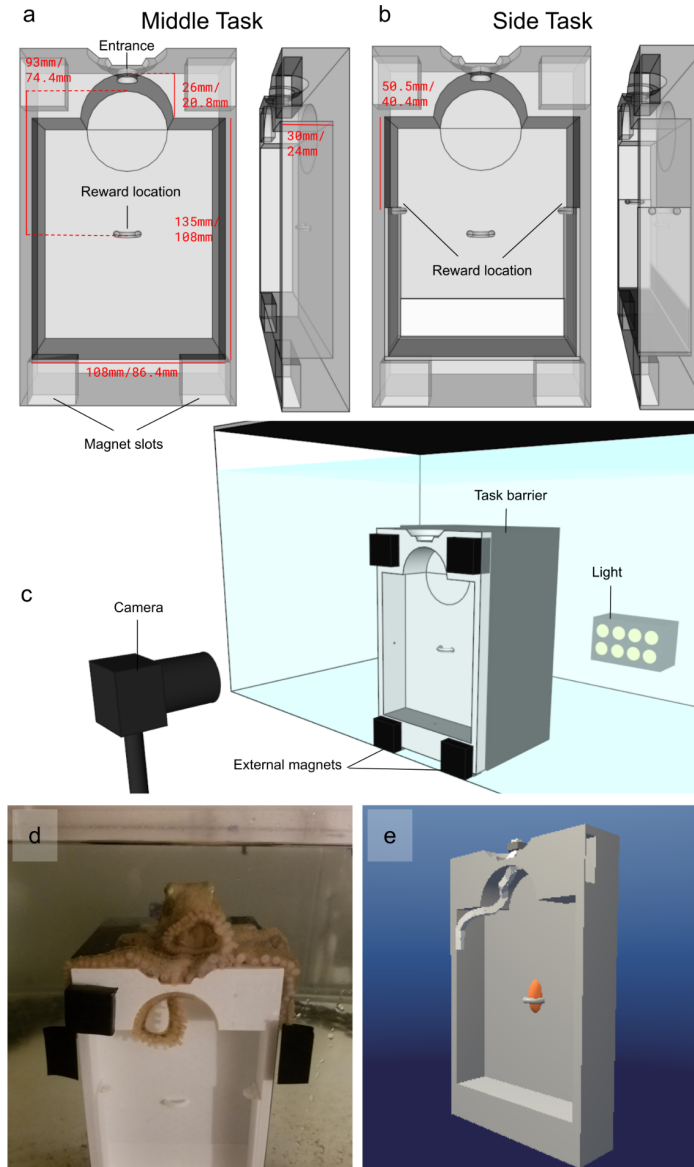 a
Middle Task
b
Side Task
Entrance
93mm/
74.4mm
26mm/
20.8mm
50.5mm/
40.4mm
30mm/
24mm
Reward location
135mm/
108mm
Reward location
108mm/86.4mm
Magnet slots
Task barrier
Light
c
Camera
External magnets
d
e